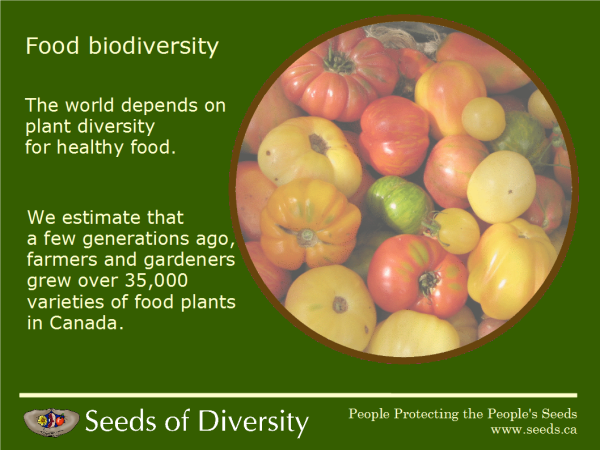 Food biodiversity
The world depends on
plant diversity
for healthy food.
We estimate that
a few generations ago,
farmers and gardeners
grew over 35,000
varieties of food plants
in Canada.
Seeds of Diversity
People Protecting the People's Seeds
www.seeds.ca